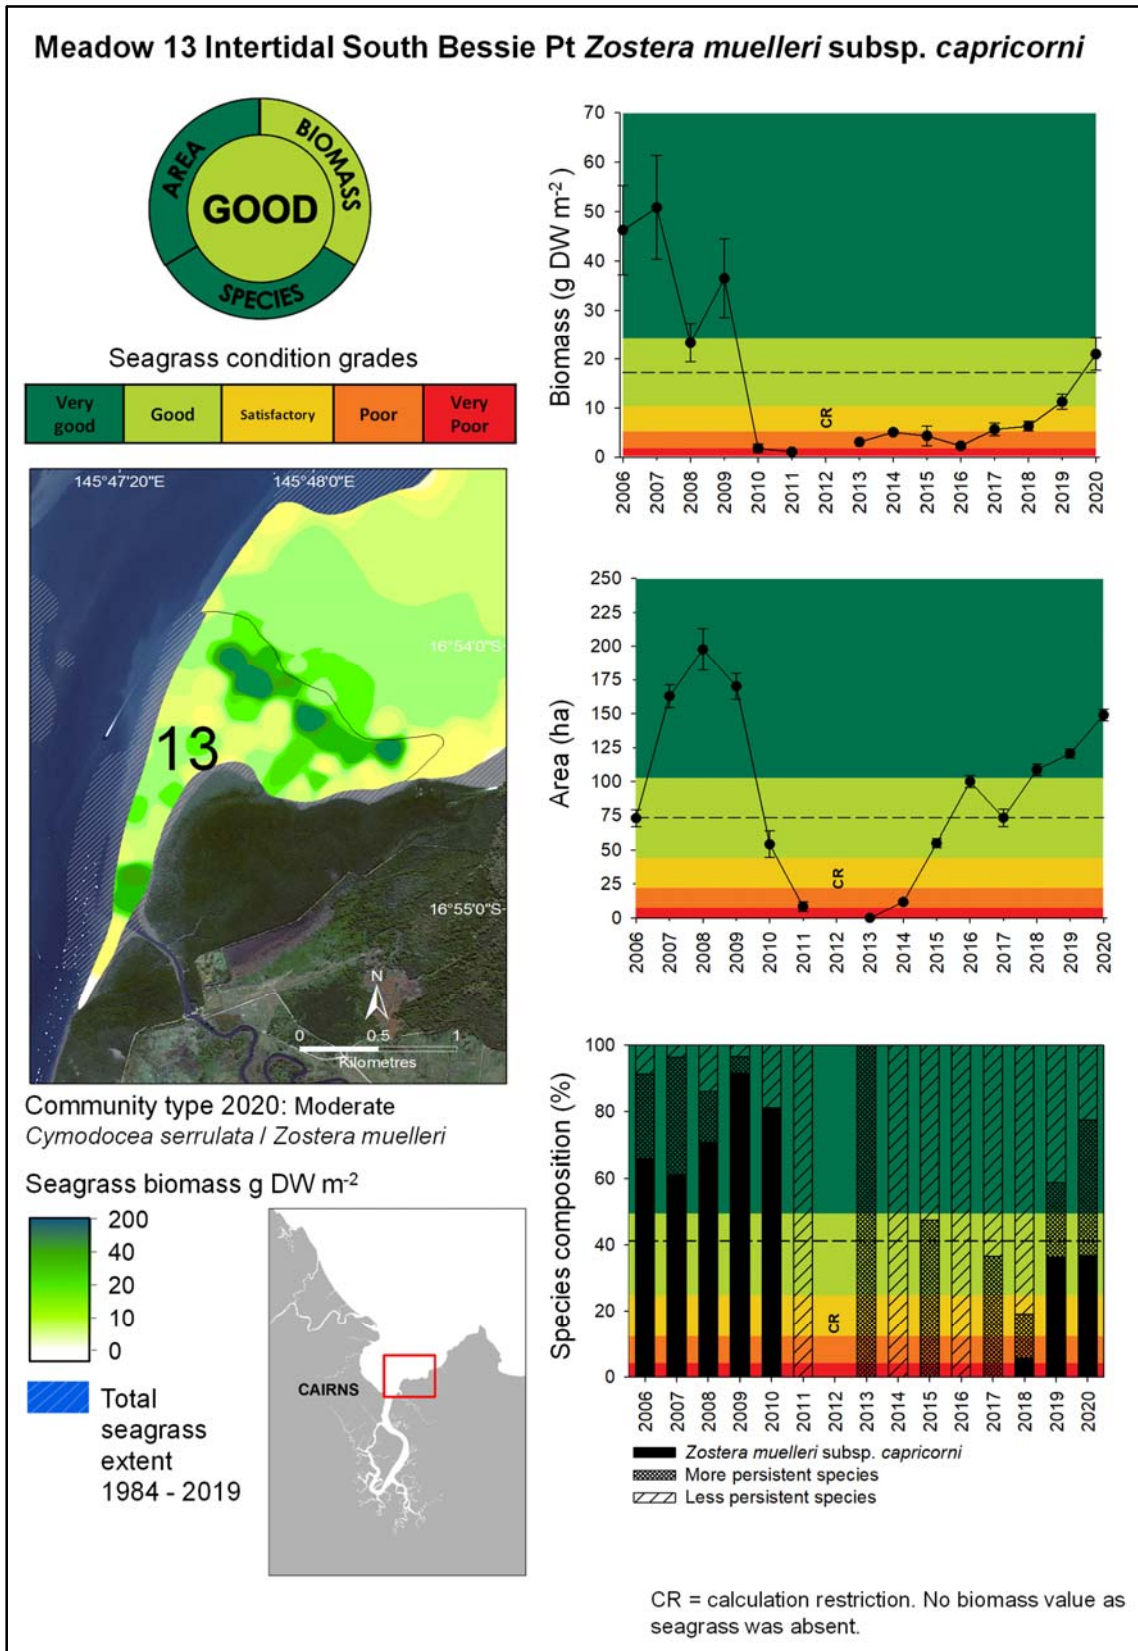 Meadow 13 Intertidal South Bessie Pt Zostera muelleri subsp. capricorni
AREA
BIOMASS
GOOD
SPECIES
Seagrass condition grades
Very good
Good
Satisfactory
Poor
Very Poor
145°47'20"E
145°48'0"E
16°54'0"S
13
16°55'0"S
N
0 0.5 1
Kilometres
Community type 2020: Moderate
Cymodocea serrulata / Zostera muelleri
Seagrass biomass g DW m-2
200
40
20
10
0
Total
seagrass
extent
1984 - 2019
CAIRNS
Biomass (g DW m-2)
70
60
50
40
30
20
10
0
CR
2006 2007 2008 2009 2010 2011 2012 2013 2014 2015 2016 2017 2018 2019 2020
Area (ha)
250
225
200
175
150
125
100
75
50
25
0
CR
2006 2007 2008 2009 2010 2011 2012 2013 2014 2015 2016 2017 2018 2019 2020
Species composition (%)
100
80
60
40
20
0
CR
2006 2007 2008 2009 2010 2011 2012 2013 2014 2015 2016 2017 2018 2019 2020
Zostera muelleri subsp. capricorni
More persistent species
Less persistent species
CR = calculation restriction. No biomass value as
seagrass was absent.